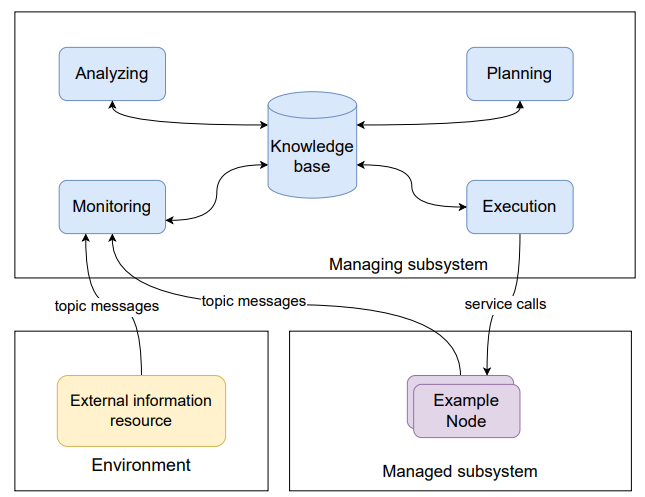 Analyzing
Planning
Knowledge
base
Monitoring
Execution
Managing subsystem
topic messages
topic messages
service calls
External information
resource
Example
Node
Environment
Managed subsystem